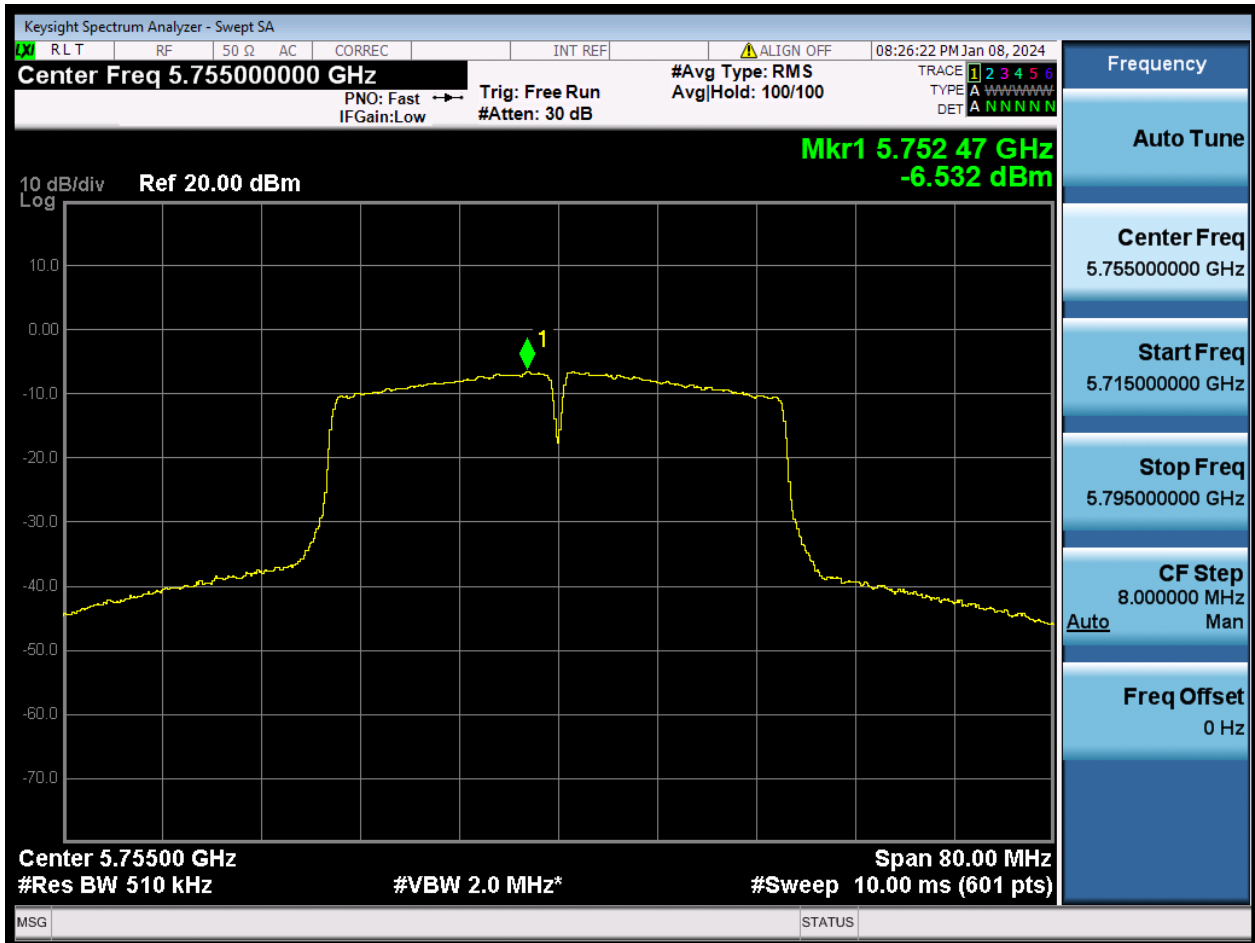 Keysight Spectrum Analyzer - Swept SA
LXI RLT RF 50 Ω AC CORREC INT REF ALIGN OFF 08:26:22 PM Jan 08, 2024
Center Freq 5.755000000 GHz
PNO: Fast
IFGain:Low
Trig: Free Run
#Atten: 30 dB
#Avg Type: RMS
Avg|Hold: 100/100
TRACE 1 2 3 4 5 6
TYPE A WWWWW
DET A N N N N N
Mkr1 5.752 47 GHz
-6.532 dBm
10 dB/div Ref 20.00 dBm
Log
10.0
0.00
-10.0
-20.0
-30.0
-40.0
-50.0
-60.0
-70.0
1
Center 5.75500 GHz Span 80.00 MHz
#Res BW 510 kHz #VBW 2.0 MHz* #Sweep 10.00 ms (601 pts)
MSG STATUS
Frequency
Auto Tune
Center Freq
5.755000000 GHz
Start Freq
5.715000000 GHz
Stop Freq
5.795000000 GHz
CF Step
8.000000 MHz
Auto Man
Freq Offset
0 Hz